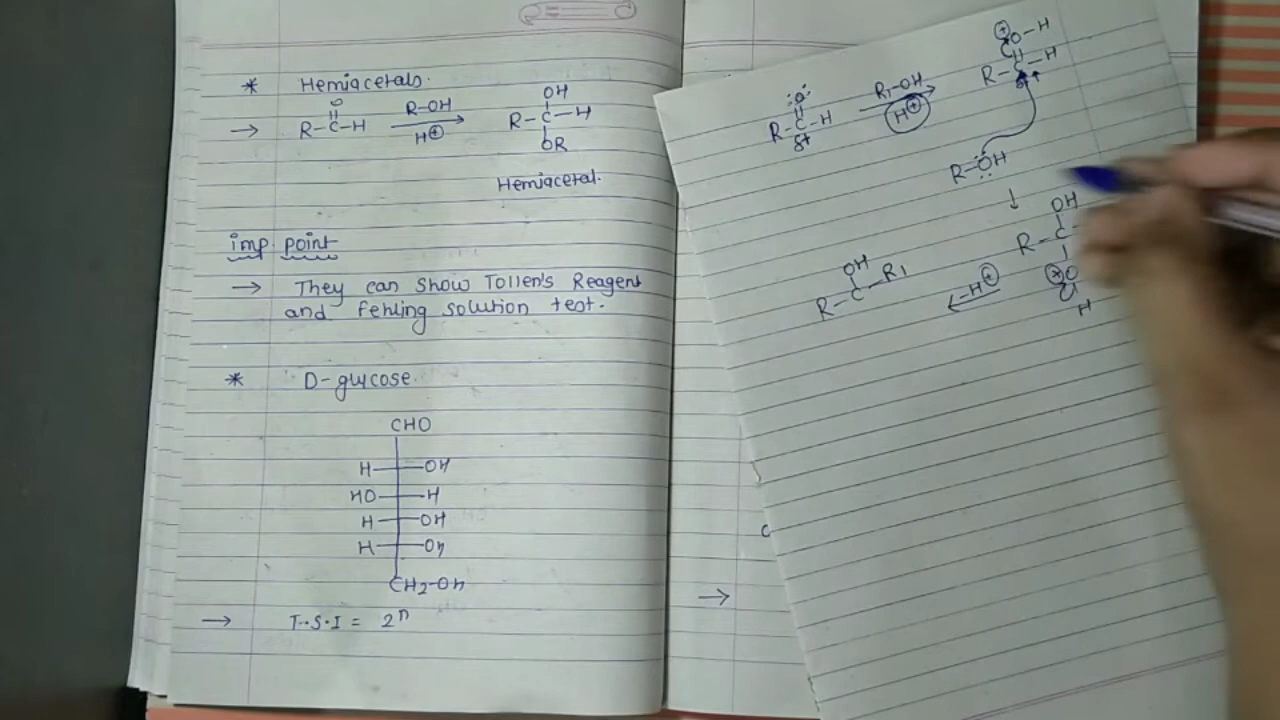 * Hemiacetals.
O
→ R-C-H R-OH H⊕ R-C-H
OH
OR
Hemiacetal.
imp point
→ They can show Tollen's Reagent
and fehling solution test.
* D-glycose.
CHO
H OH
HO H
H OH
H OH
CH2-OH
→ T.S.I = 2ⁿ
:O:
R-C-H
δ+
R1-OH
H⊕
⊕
O-H
R-C-H
R-OH
↓
OH
R-C
⊕O
H
-H⊕
OH
R-C-R1
→